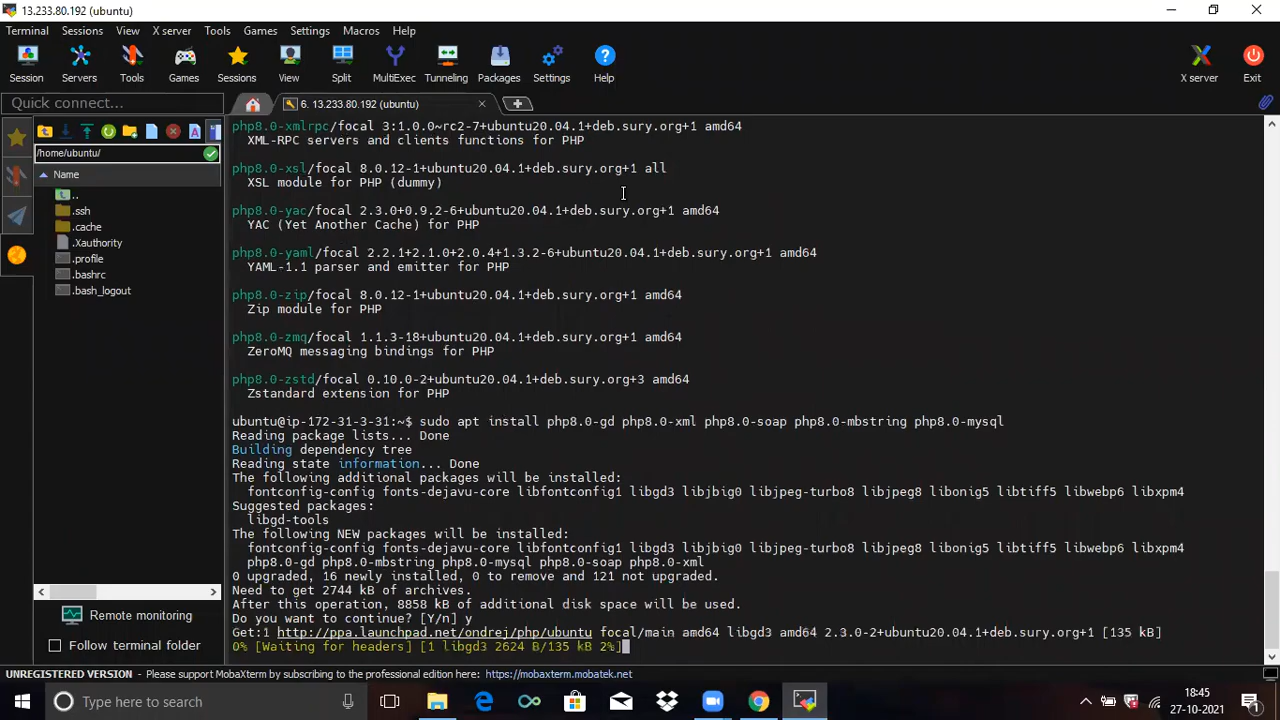 13.233.80.192 (ubuntu)
Terminal Sessions View X server Tools Games Settings Macros Help
Session Servers Tools Games Sessions View Split MultiExec Tunneling Packages Settings Help X server Exit
Quick connect...
6. 13.233.80.192 (ubuntu)
/home/ubuntu/
Name
..
.ssh
.cache
.Xauthority
.profile
.bashrc
.bash_logout
Remote monitoring
Follow terminal folder
php8.0-xmlrpc/focal 3:1.0.0~rc2-7+ubuntu20.04.1+deb.sury.org+1 amd64
XML-RPC servers and clients functions for PHP
php8.0-xsl/focal 8.0.12-1+ubuntu20.04.1+deb.sury.org+1 all
XSL module for PHP (dummy)
php8.0-yac/focal 2.3.0+0.9.2-6+ubuntu20.04.1+deb.sury.org+1 amd64
YAC (Yet Another Cache) for PHP
php8.0-yaml/focal 2.2.1+2.1.0+2.0.4+1.3.2-6+ubuntu20.04.1+deb.sury.org+1 amd64
YAML-1.1 parser and emitter for PHP
php8.0-zip/focal 8.0.12-1+ubuntu20.04.1+deb.sury.org+1 amd64
Zip module for PHP
php8.0-zmq/focal 1.1.3-18+ubuntu20.04.1+deb.sury.org+1 amd64
ZeroMQ messaging bindings for PHP
php8.0-zstd/focal 0.10.0-2+ubuntu20.04.1+deb.sury.org+3 amd64
Zstandard extension for PHP
ubuntu@ip-172-31-3-31:~$ sudo apt install php8.0-gd php8.0-xml php8.0-soap php8.0-mbstring php8.0-mysql
Reading package lists... Done
Building dependency tree
Reading state information... Done
The following additional packages will be installed:
fontconfig-config fonts-dejavu-core libfontconfig1 libgd3 libjbig0 libjpeg-turbo8 libjpeg8 libonig5 libtiff5 libwebp6 libxpm4
Suggested packages:
libgd-tools
The following NEW packages will be installed:
fontconfig-config fonts-dejavu-core libfontconfig1 libgd3 libjbig0 libjpeg-turbo8 libjpeg8 libonig5 libtiff5 libwebp6 libxpm4
php8.0-gd php8.0-mbstring php8.0-mysql php8.0-soap php8.0-xml
0 upgraded, 16 newly installed, 0 to remove and 121 not upgraded.
Need to get 2744 kB of archives.
After this operation, 8858 kB of additional disk space will be used.
Do you want to continue? [Y/n] y
Get:1 http://ppa.launchpad.net/ondrej/php/ubuntu focal/main amd64 libgd3 amd64 2.3.0-2+ubuntu20.04.1+deb.sury.org+1 [135 kB]
0% [Waiting for headers] [1 libgd3 2624 B/135 kB 2%]
UNREGISTERED VERSION - Please support MobaXterm by subscribing to the professional edition here: https://mobaxterm.mobatek.net
Type here to search
18:45
27-10-2021